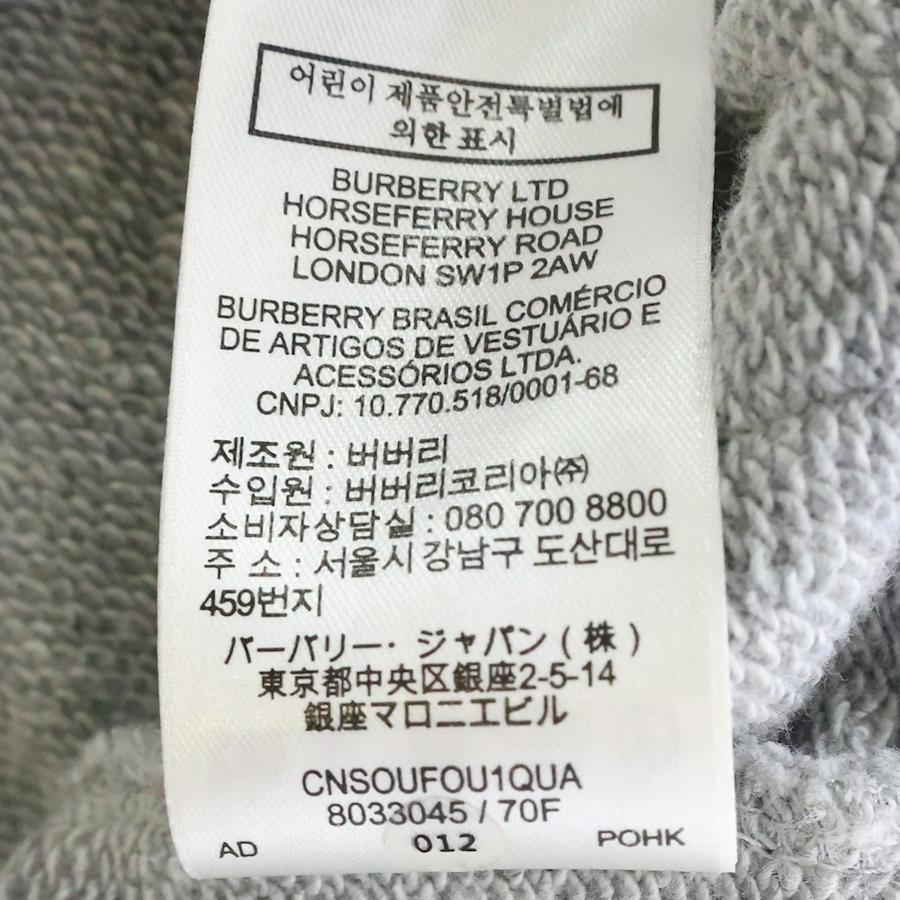 어린이 제품안전특별법에
의한 표시
BURBERRY LTD
HORSEFERRY HOUSE
HORSEFERRY ROAD
LONDON SW1P 2AW
BURBERRY BRASIL COMÉRCIO
DE ARTIGOS DE VESTUÁRIO E
ACESSÓRIOS LTDA.
CNPJ: 10.770.518/0001-68
제조원 : 버버리
수입원 : 버버리코리아㈜
소비자상담실 : 080 700 8800
주 소 : 서울시 강남구 도산대로
459번지
バーバリー・ジャパン ( 株 )
東京都中央区銀座2-5-14
銀座マロニエビル
CNSOUFOU1QUA
8033045 / 70F
AD 012 POHK